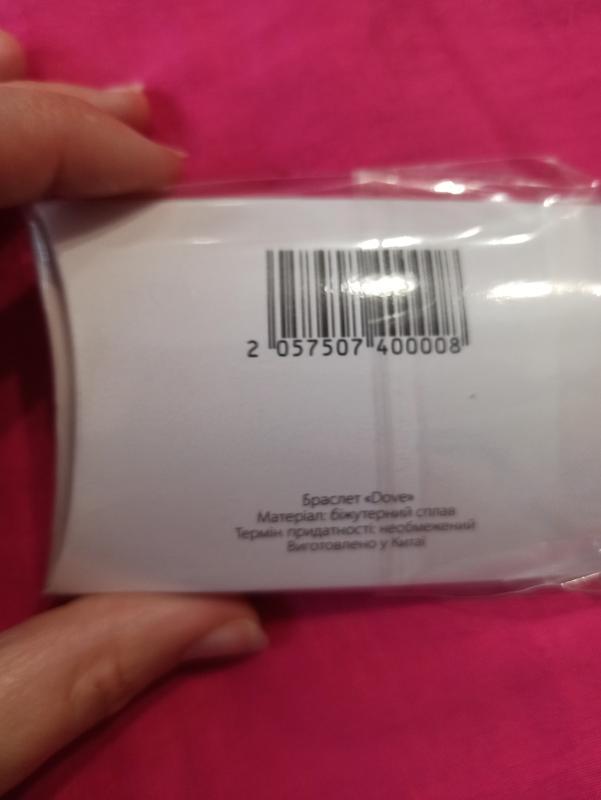 2 057507 400008
Браслет «Dove»
Матеріал: біжутерний сплав
Термін придатності: необмежений
Виготовлено у Китаї